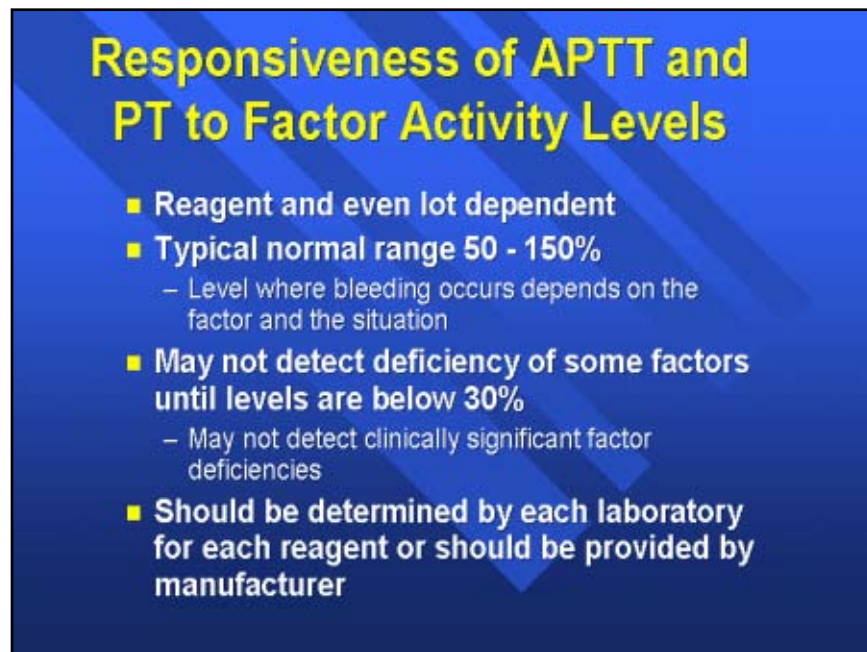 Responsiveness of APTT and
PT to Factor Activity Levels
■ Reagent and even lot dependent
■ Typical normal range 50 - 150%
– Level where bleeding occurs depends on the
factor and the situation
■ May not detect deficiency of some factors
until levels are below 30%
– May not detect clinically significant factor
deficiencies
■ Should be determined by each laboratory
for each reagent or should be provided by
manufacturer